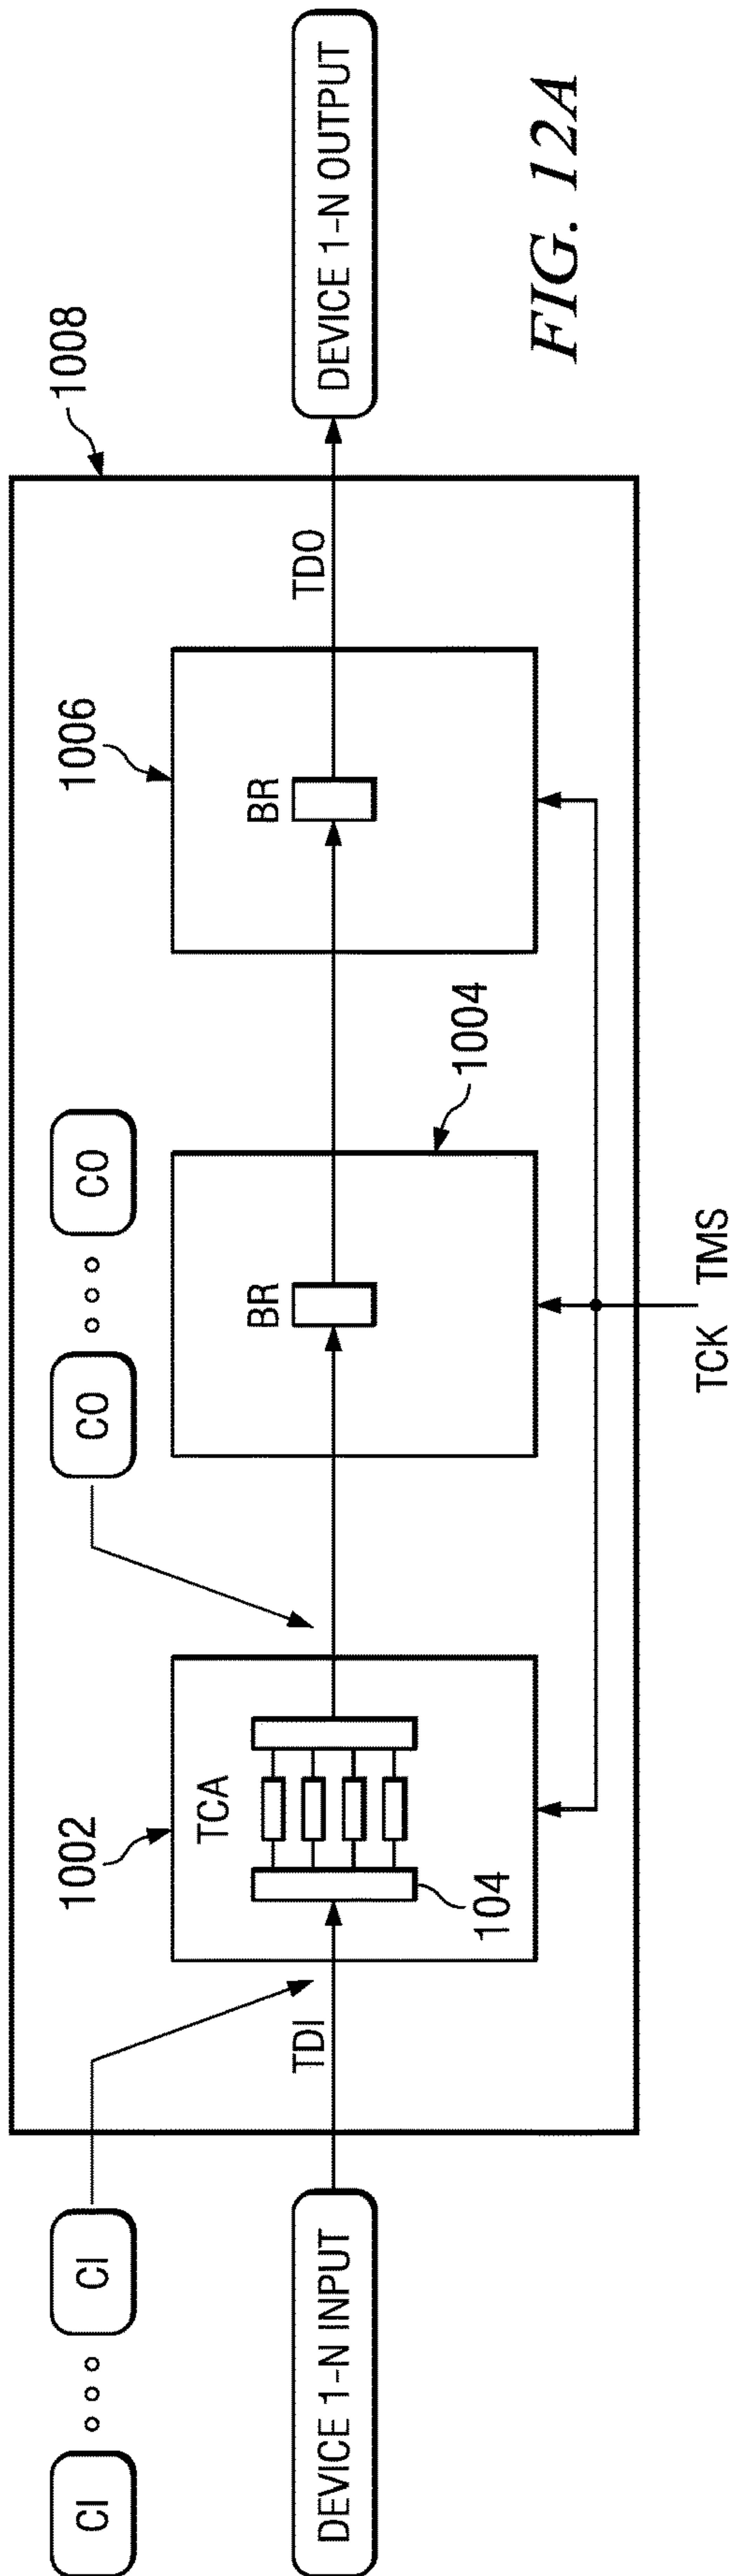 CI
CI
CO
CO
1008
1002
TCA
104
1004
BR
1006
BR
DEVICE 1-N INPUT
TDI
TDO
DEVICE 1-N OUTPUT
TCK TMS
FIG. 12A